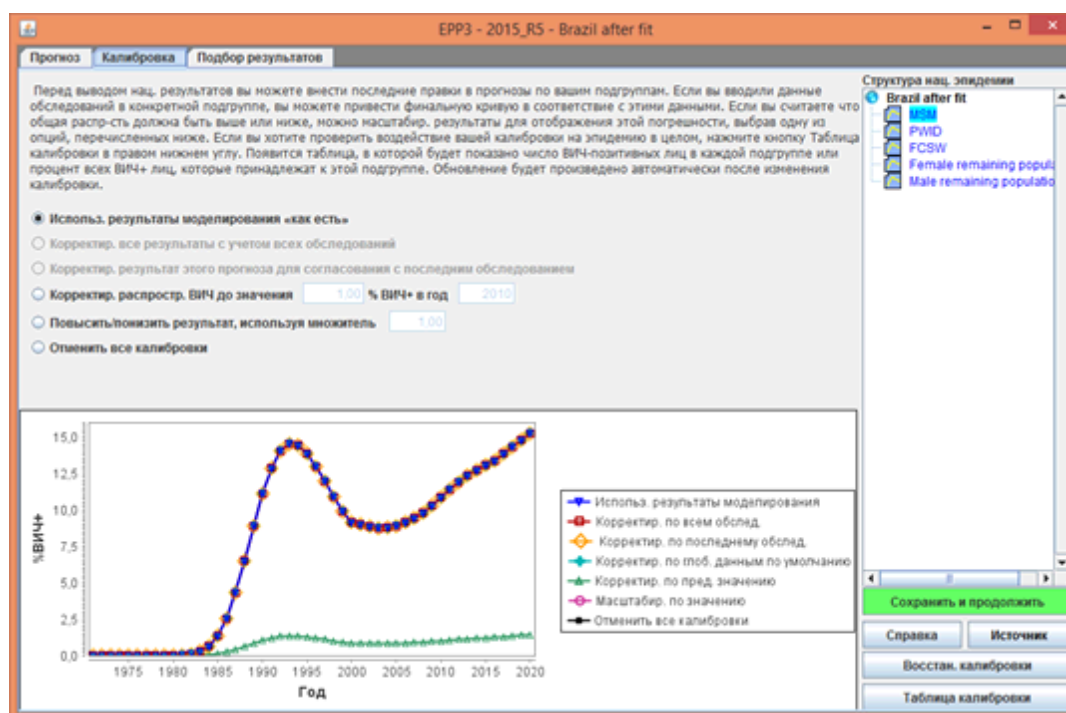 EPP3 - 2015_R5 - Brazil after fit
Прогноз Калибровка Подбор результатов
Перед выводом нац. результатов вы можете внести последние правки в прогнозы по вашим подгруппам. Если вы вводили данные
обследований в конкретной подгруппе, вы можете привести финальную кривую в соответствие с этими данными. Если вы считаете что
общая распр-сть должна быть выше или ниже, можно масштабир. результаты для отображения этой погрешности, выбрав одну из
опций, перечисленных ниже. Если вы хотите проверить воздействие вашей калибровки на эпидемию в целом, нажмите кнопку Таблица
калибровки в правом нижнем углу. Появится таблица, в которой будет показано число ВИЧ-позитивных лиц в каждой подгруппе или
процент всех ВИЧ+ лиц, которые принадлежат к этой подгруппе. Обновление будет произведено автоматически после изменения
калибровки.
Использ. результаты моделирования «как есть»
Корректир. все результаты с учетом всех обследований
Корректир. результат этого прогноза для согласования с последним обследованием
Корректир. распростр. ВИЧ до значения 1.00 % ВИЧ+ в год 2010
Повысить/понизить результат, используя множитель 1.00
Отменить все калибровки
Структура нац. эпидемии
Brazil after fit
MSM
PWID
FCSW
Female remaining popula
Male remaining populatio
%ВИЧ+
15,0
12,5
10,0
7,5
5,0
2,5
0,0
1975 1980 1985 1990 1995 2000 2005 2010 2015 2020
Год
Использ. результаты моделирования
Корректир. по всем обслед.
Корректир. по последнему обслед.
Корректир. по глоб. данным по умолчанию
Корректир. по пред. значению
Масштабир. по значению
Отменить все калибровки
Сохранить и продолжить
Справка Источник
Восстан. калибровки
Таблица калибровки